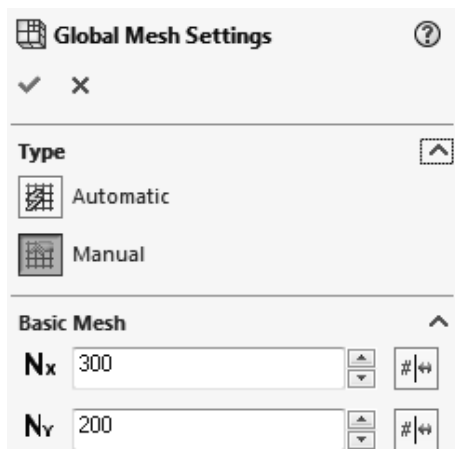 Global Mesh Settings
Type
Automatic
Manual
Basic Mesh
Nx 300
NY 200